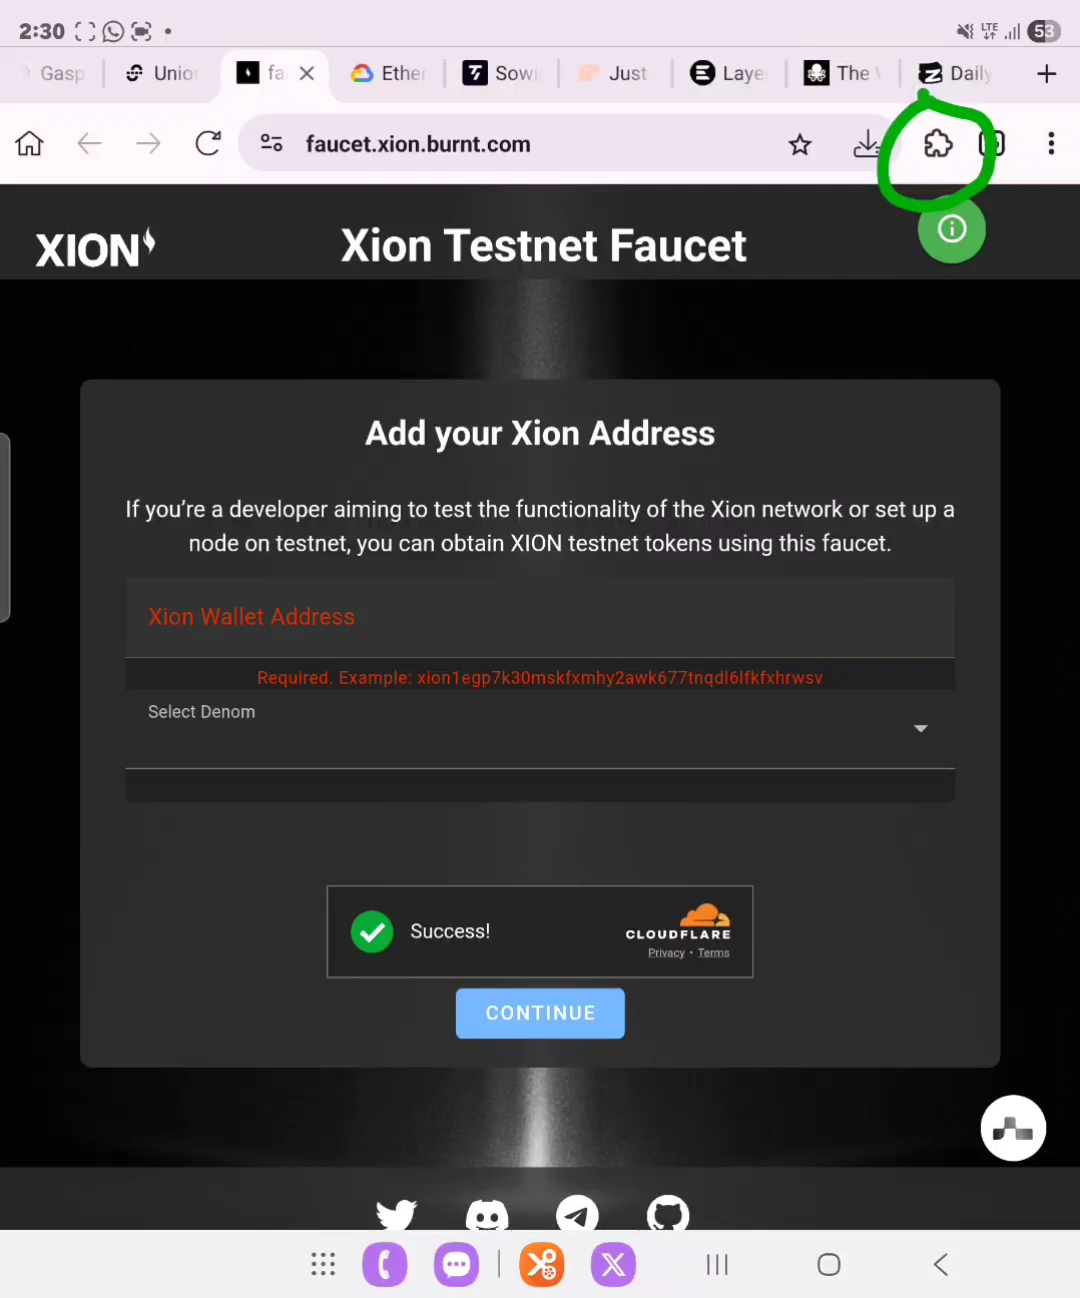 2:30
LTE
53
Gasp
Union
fa
Ether
Sowi
Just
Laye
The
Daily
faucet.xion.burnt.com
XION
Xion Testnet Faucet
Add your Xion Address
If you're a developer aiming to test the functionality of the Xion network or set up a
node on testnet, you can obtain XION testnet tokens using this faucet.
Xion Wallet Address
Required. Example: xion1egp7k30mskfxmhy2awk677tnqdl6lfkfxhrwsv
Select Denom
Success!
CLOUDFLARE
Privacy • Terms
CONTINUE